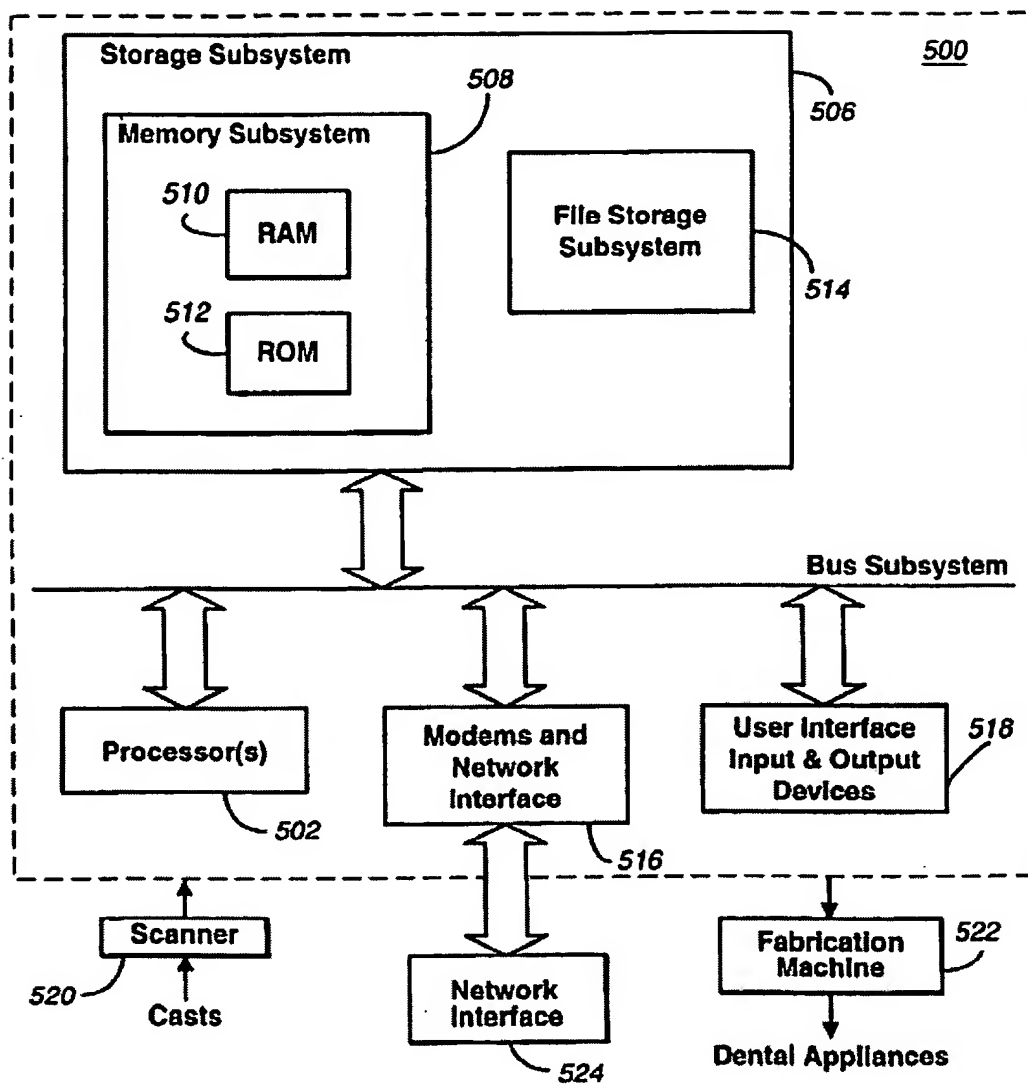 Storage Subsystem
500
508
506
Memory Subsystem
510
RAM
File Storage
Subsystem
514
512
ROM
Bus Subsystem
Processor(s)
502
Modems and
Network
Interface
516
User Interface
Input & Output
Devices
518
Scanner
520
Casts
Network
Interface
524
Fabrication
Machine
522
Dental Appliances